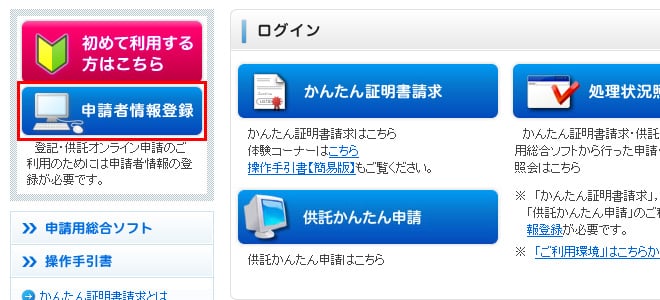 初めて利用する
方はこちら
申請者情報登録
登記・供託オンライン申請のご
利用のためには申請者情報の登
録が必要です。
申請用総合ソフト
操作手引書
かんたん証明書請求とは
ログイン
かんたん証明書請求
かんたん証明書請求はこちら
体験コーナーはこちら
操作手引書【簡易版】もご覧ください。
供託かんたん申請
供託かんたん申請はこちら
処理状況照
かんたん証明書請求・供託
用総合ソフトから行った申請・
照会はこちら
※ 「かんたん証明書請求」，
「供託かんたん申請」のご利
報登録が必要です。
※ 「ご利用環境」はこちらか